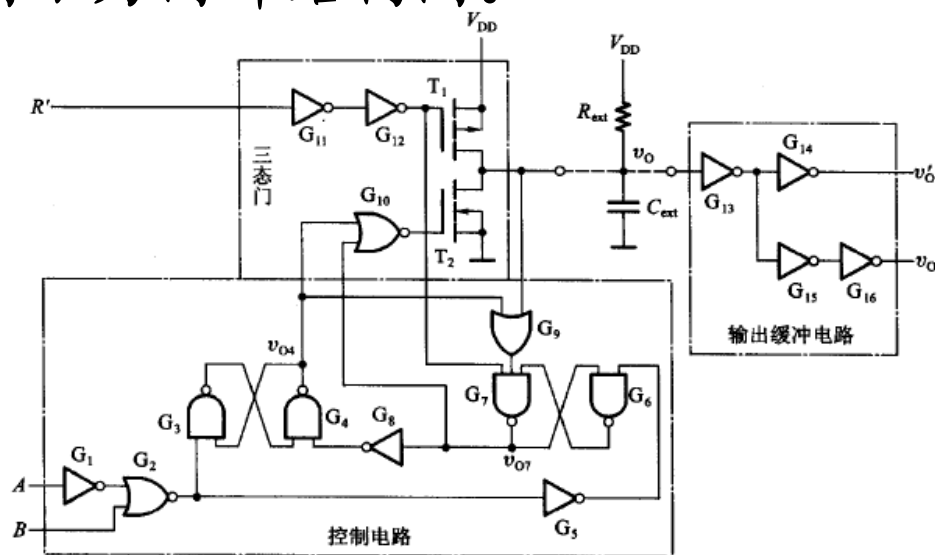 V_DD
V_DD
R'
T₁
R_ext
G₁₁
G₁₂
G₁₄
三态门
v_O
v_O'
G₁₀
G₁₃
C_ext
T₂
v_O
G₁₅
G₁₆
G₉
输出缓冲电路
v_O4
G₃
G₄
G₈
G₇
G₆
v_O7
A
G₁
G₂
B
G₅
控制电路